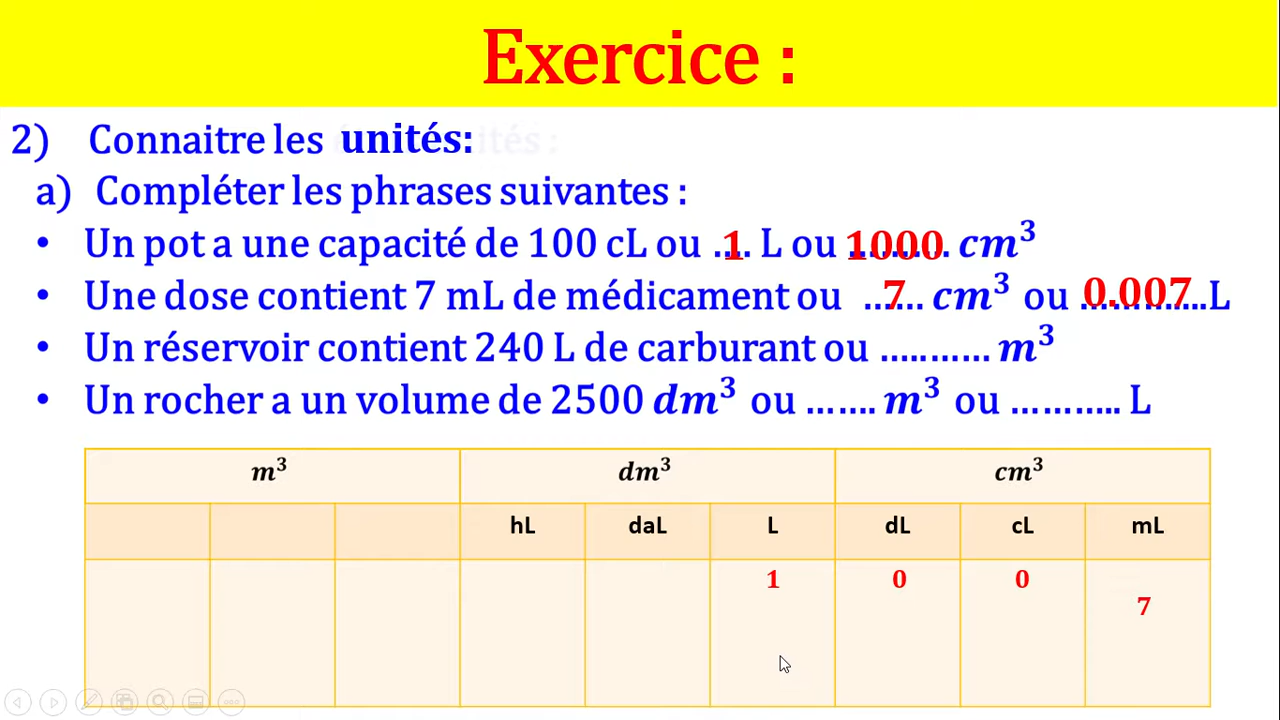 Exercice :
2) Connaitre les unités:
a) Compléter les phrases suivantes :
• Un pot a une capacité de 100 cL ou 1 L ou 1000 cm³
• Une dose contient 7 mL de médicament ou 7 cm³ ou 0.007 L
• Un réservoir contient 240 L de carburant ou ........... m³
• Un rocher a un volume de 2500 dm³ ou ....... m³ ou ........... L
m³ dm³ cm³
hL daL L dL cL mL
1 0 0
7